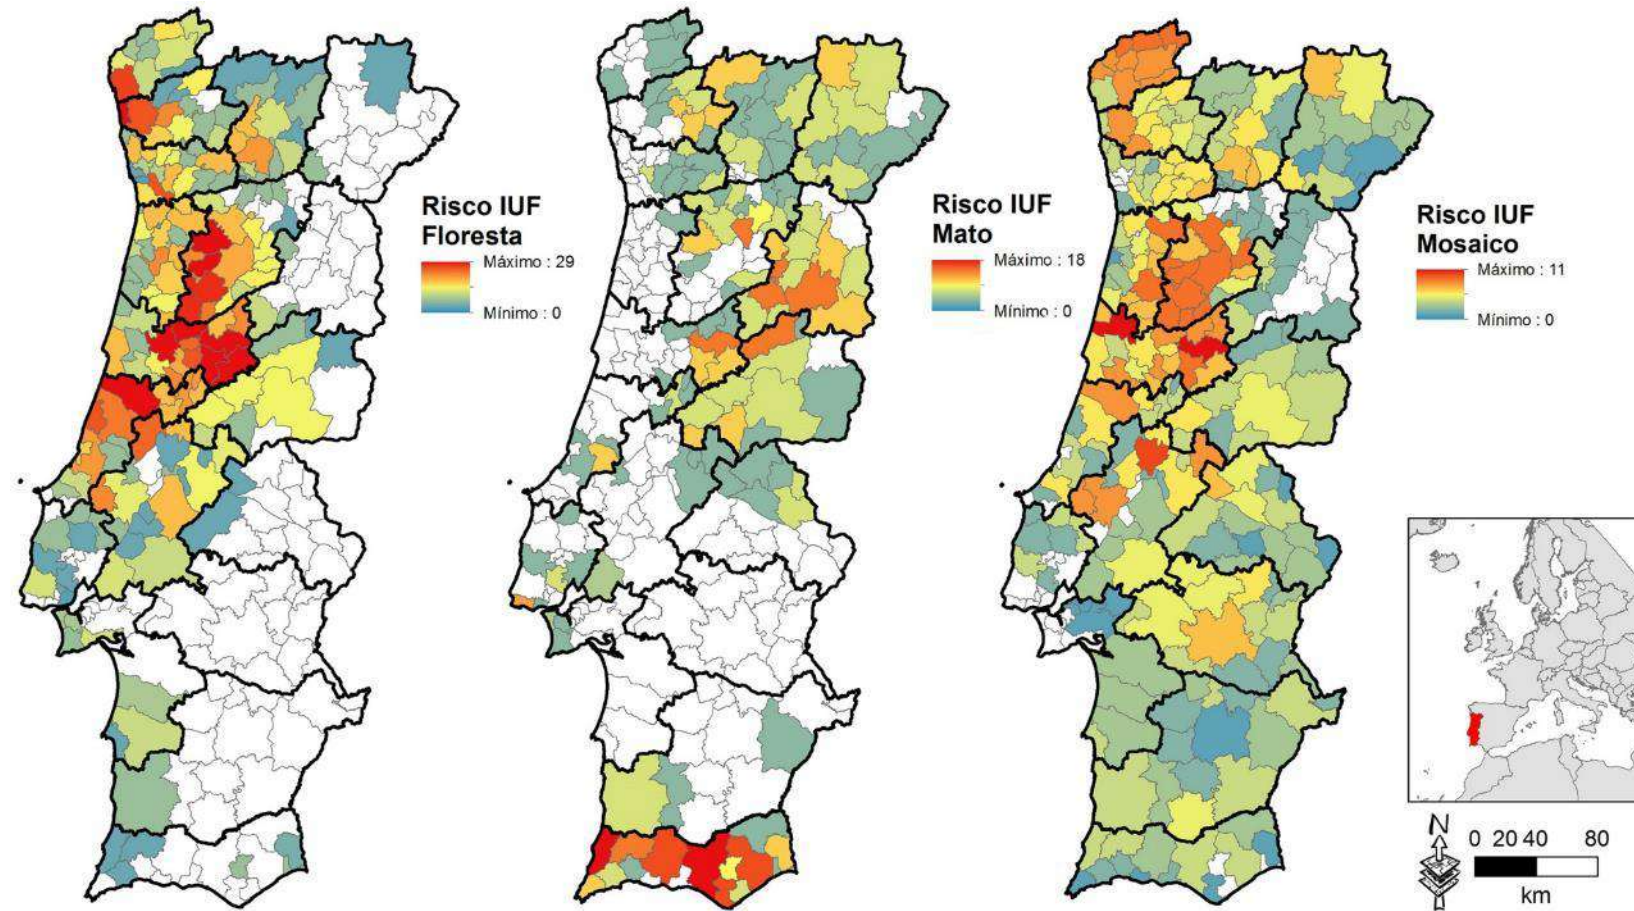 Risco IUF
Floresta
Máximo : 29
Mínimo : 0
Risco IUF
Mato
Máximo : 18
Mínimo : 0
Risco IUF
Mosaico
Máximo : 11
Mínimo : 0
N
0 20 40 80
km